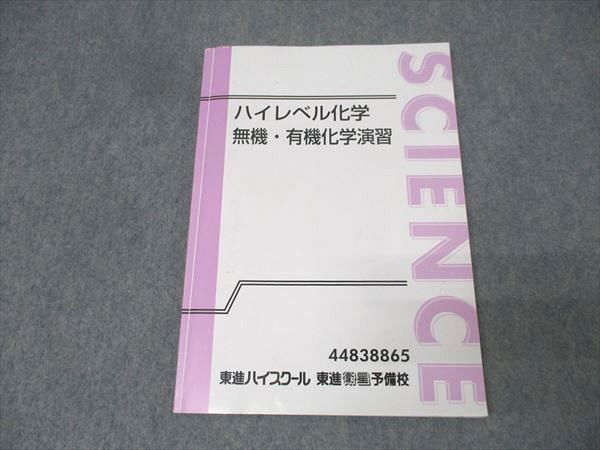 ハイレベル化学
無機・有機化学演習
SCIENCE
44838865
東進ハイスクール 東進衛星予備校